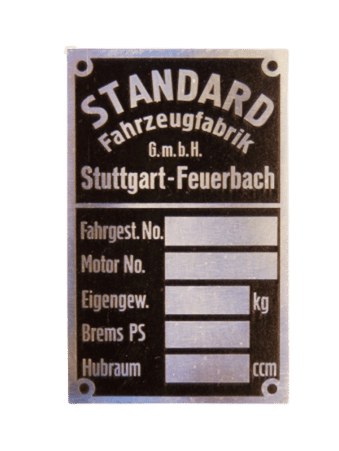 STANDARD
Fahrzeugfabrik
G.m.b.H.
Stuttgart-Feuerbach
Fahrgest. No.
Motor No.
Eigengew. kg
Brems PS
Hubraum ccm